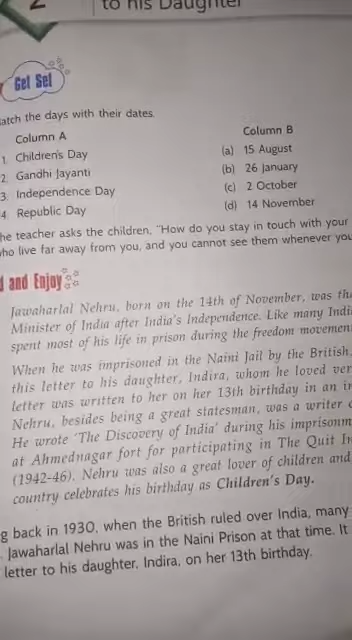 2
to his Daughter
Get Set
atch the days with their dates.
Column A
Column B
1. Children's Day
(a) 15 August
2. Gandhi Jayanti
(b) 26 January
3. Independence Day
(c) 2 October
4. Republic Day
(d) 14 November
he teacher asks the children, "How do you stay in touch with your
ho live far away from you, and you cannot see them whenever you
d and Enjoy
Jawaharlal Nehru, born on the 14th of November, was the
Minister of India after India's Independence. Like many Indi
spent most of his life in prison during the freedom movemen
When he was imprisoned in the Naini Jail by the British,
this letter to his daughter, Indira, whom he loved ver
letter was written to her on her 13th birthday in an in
Nehru, besides being a great statesman, was a writer
He wrote 'The Discovery of India' during his imprisonm
at Ahmednagar fort for participating in The Quit In
(1942-46). Nehru was also a great lover of children and
country celebrates his birthday as Children's Day.
g back in 1930, when the British ruled over India, many
. Jawaharlal Nehru was in the Naini Prison at that time. It
letter to his daughter, Indira, on her 13th birthday.